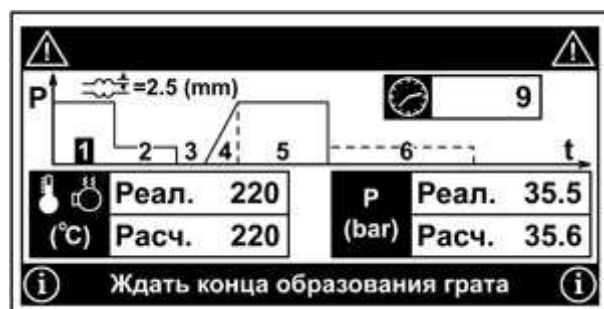 =2.5 (mm)
P
9
1 2 3 4 5 6 t
Реал. 220
(°C) Расч. 220
P (bar)
Реал. 35.5
Расч. 35.6
Ждать конца образования грата